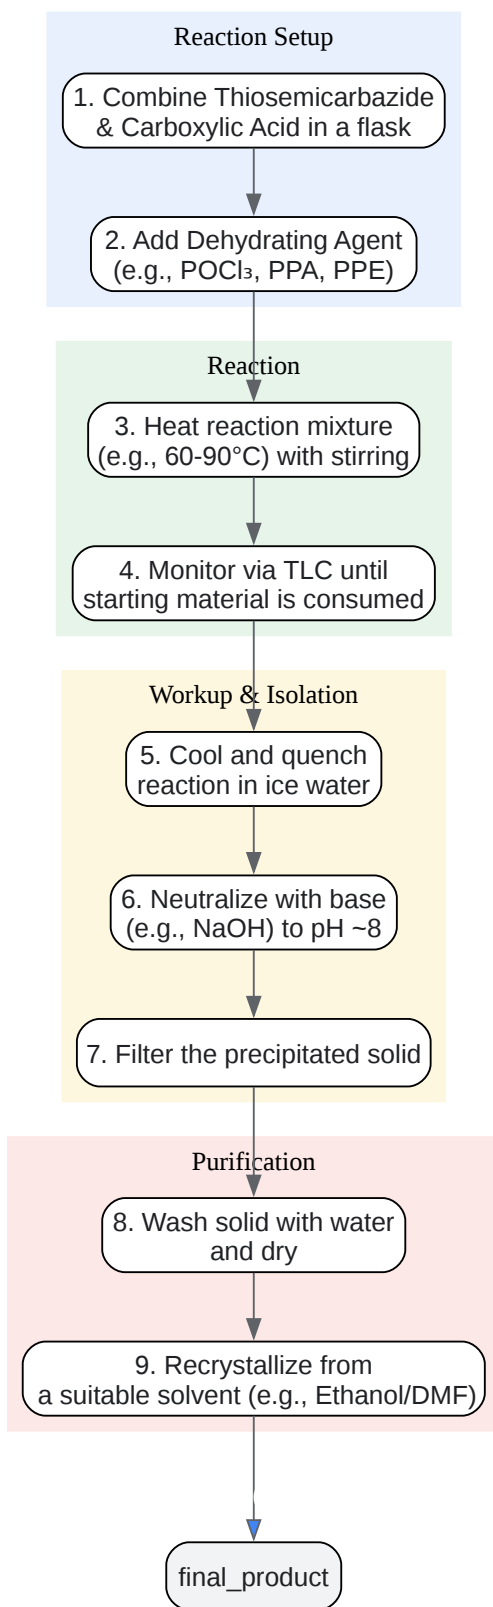 Reaction Setup
1. Combine Thiosemicarbazide
& Carboxylic Acid in a flask
2. Add Dehydrating Agent
(e.g., POCl₃, PPA, PPE)
Reaction
3. Heat reaction mixture
(e.g., 60-90°C) with stirring
4. Monitor via TLC until
starting material is consumed
Workup & Isolation
5. Cool and quench
reaction in ice water
6. Neutralize with base
(e.g., NaOH) to pH ~8
7. Filter the precipitated solid
Purification
8. Wash solid with water
and dry
9. Recrystallize from
a suitable solvent (e.g., Ethanol/DMF)
final_product